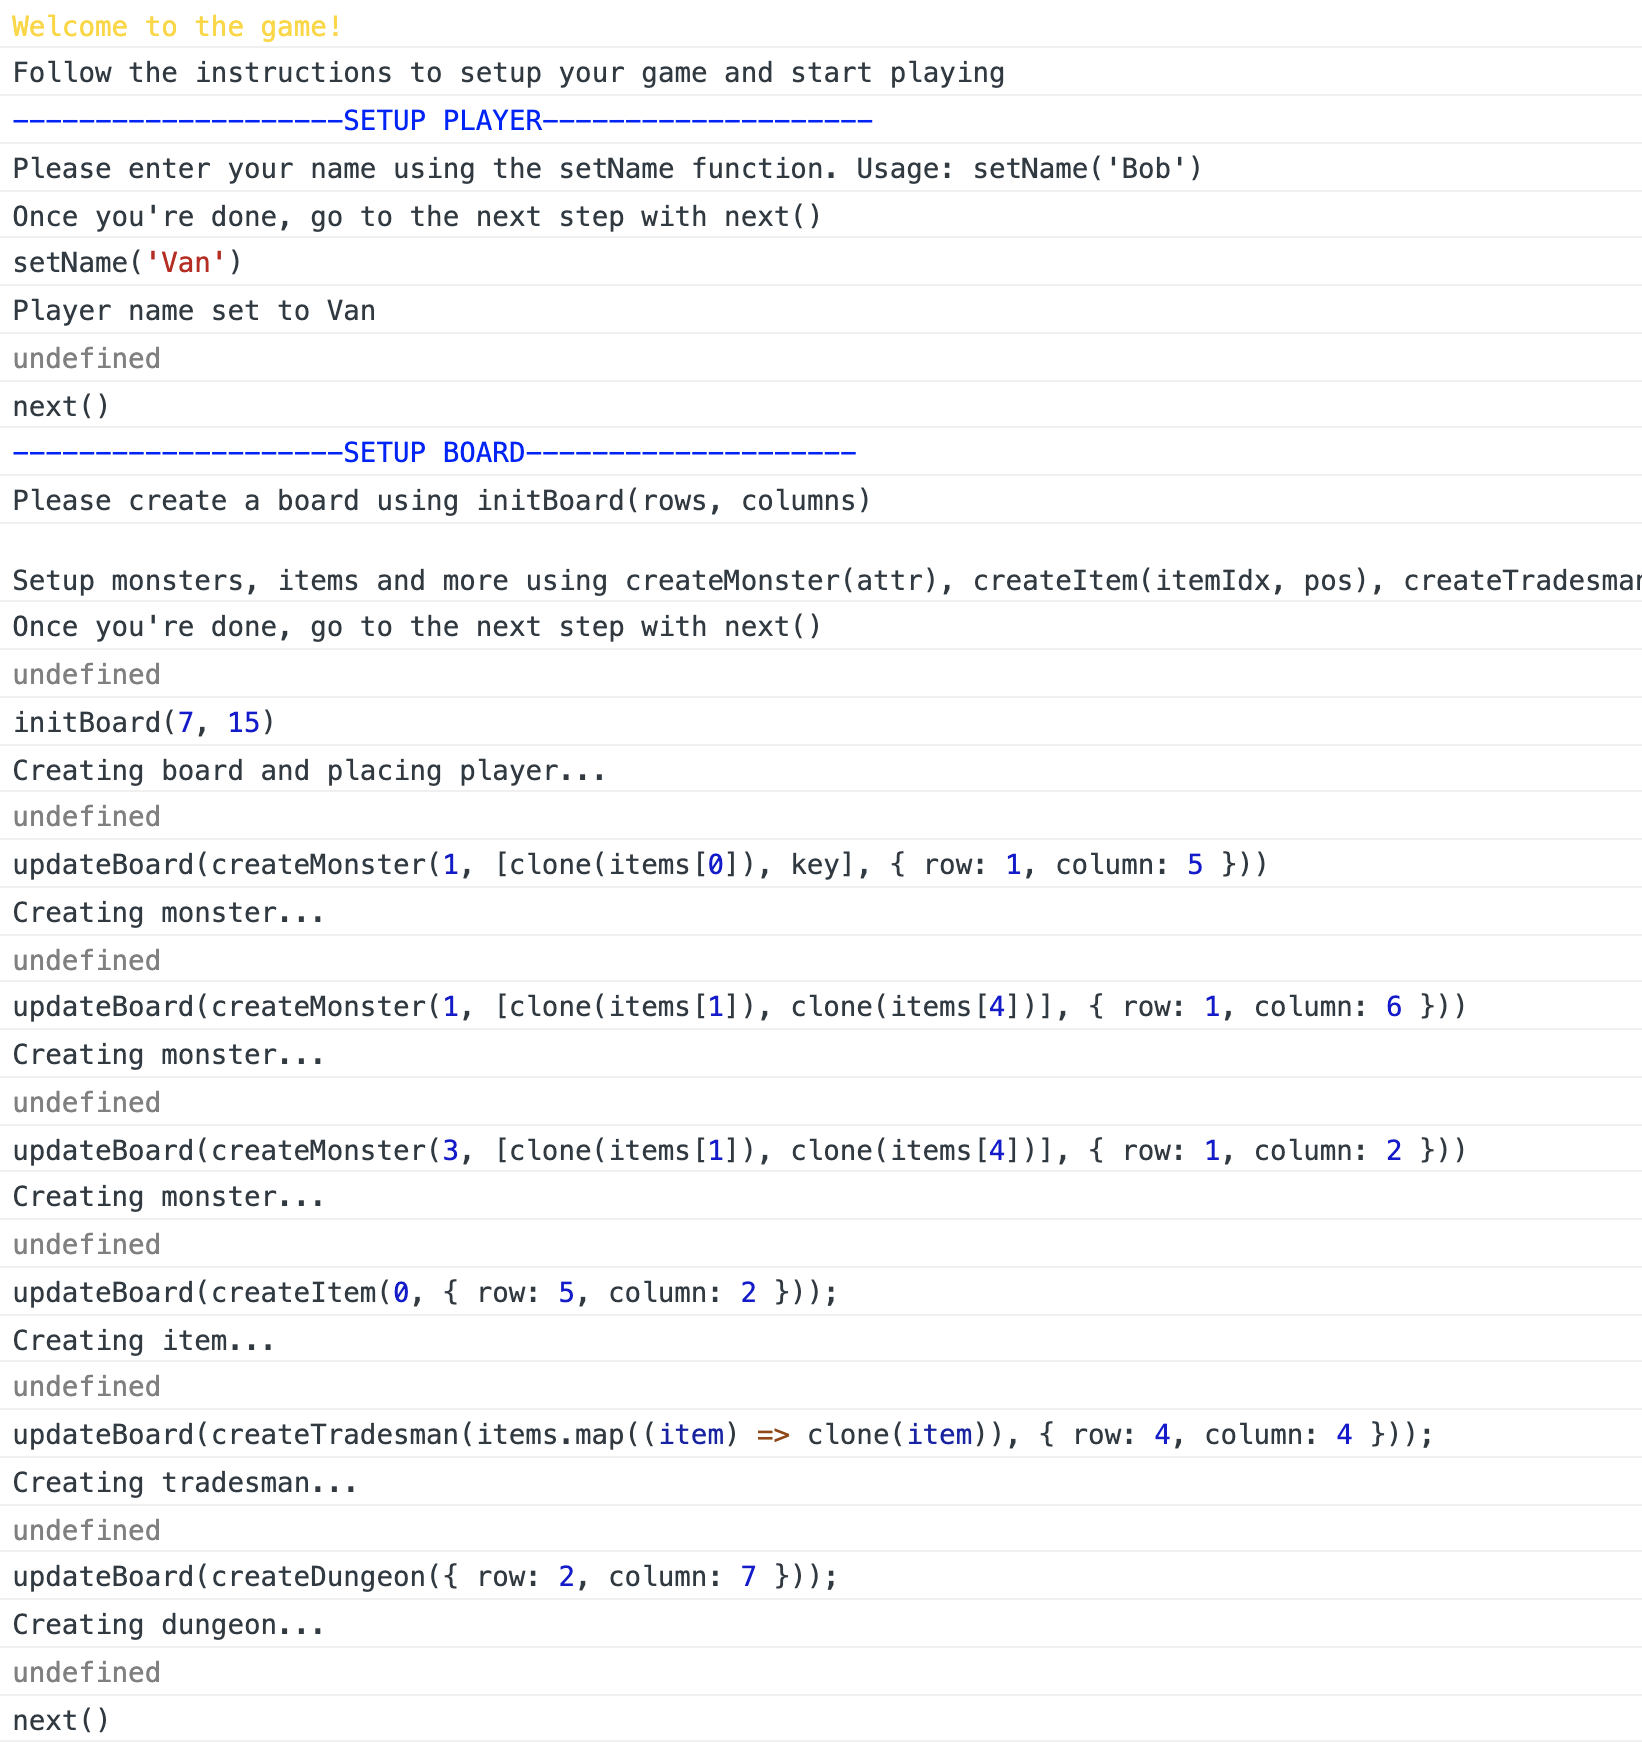 Welcome to the game!
Follow the instructions to setup your game and start playing
--------------------SETUP PLAYER--------------------
Please enter your name using the setName function. Usage: setName('Bob')
Once you're done, go to the next step with next()
setName('Van')
Player name set to Van
undefined
next()
--------------------SETUP BOARD--------------------
Please create a board using initBoard(rows, columns)
Setup monsters, items and more using createMonster(attr), createItem(itemIdx, pos), createTradesman
Once you're done, go to the next step with next()
undefined
initBoard(7, 15)
Creating board and placing player...
undefined
updateBoard(createMonster(1, [clone(items[0]), key], { row: 1, column: 5 }))
Creating monster...
undefined
updateBoard(createMonster(1, [clone(items[1]), clone(items[4])], { row: 1, column: 6 }))
Creating monster...
undefined
updateBoard(createMonster(3, [clone(items[1]), clone(items[4])], { row: 1, column: 2 }))
Creating monster...
undefined
updateBoard(createItem(0, { row: 5, column: 2 }));
Creating item...
undefined
updateBoard(createTradesman(items.map((item) => clone(item)), { row: 4, column: 4 }));
Creating tradesman...
undefined
updateBoard(createDungeon({ row: 2, column: 7 }));
Creating dungeon...
undefined
next()